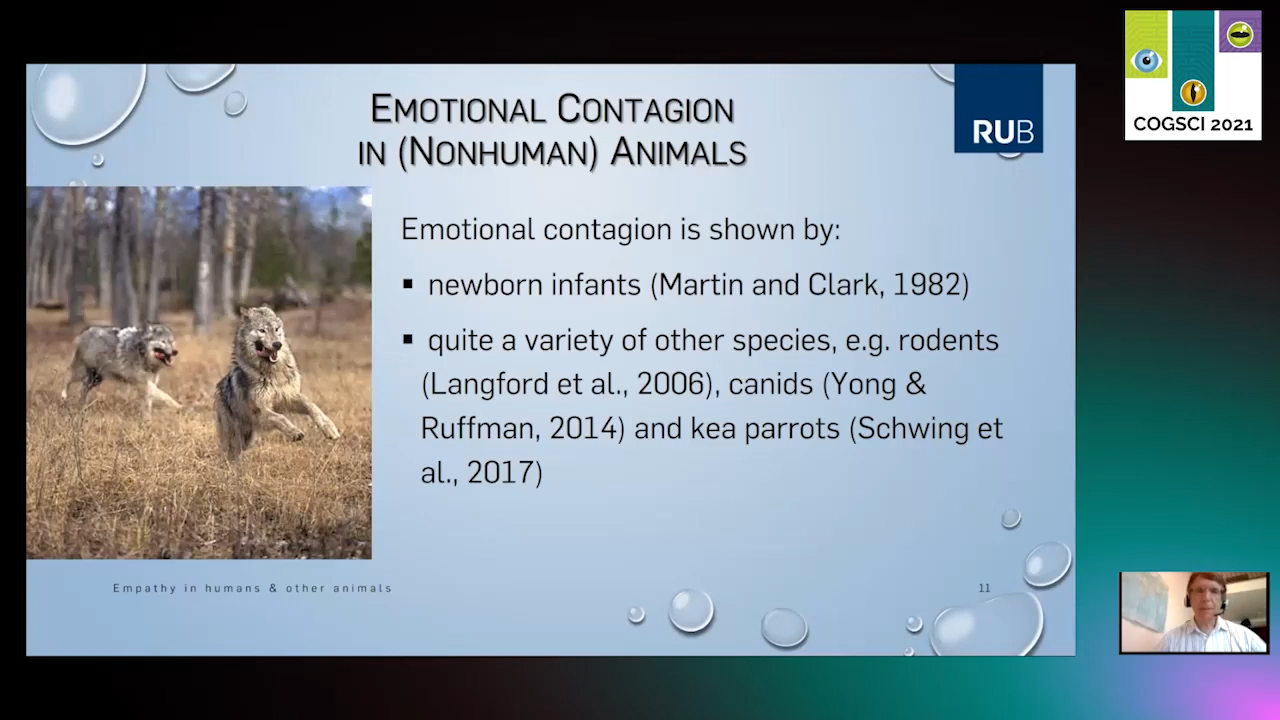 EMOTIONAL CONTAGION
IN (NONHUMAN) ANIMALS
RUB
COGSCI 2021
Emotional contagion is shown by:
▪ newborn infants (Martin and Clark, 1982)
▪ quite a variety of other species, e.g. rodents
(Langford et al., 2006), canids (Yong &
Ruffman, 2014) and kea parrots (Schwing et
al., 2017)
Empathy in humans & other animals
11